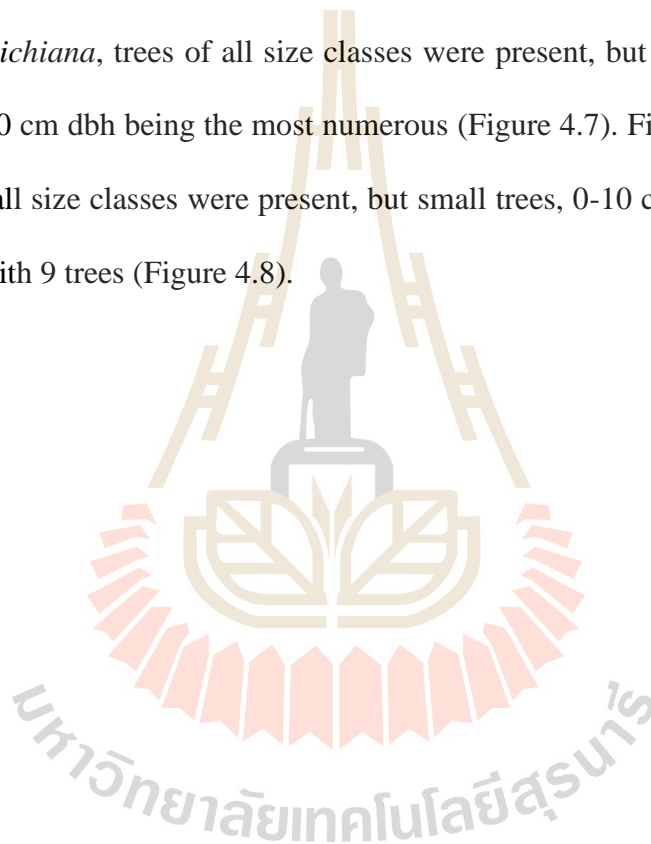 ichiana, trees of all size classes were present, but
0 cm dbh being the most numerous (Figure 4.7). Fi
all size classes were present, but small trees, 0-10 c
ith 9 trees (Figure 4.8).
มหาวิทยาลัยเทคโนโลยีสุรนารี